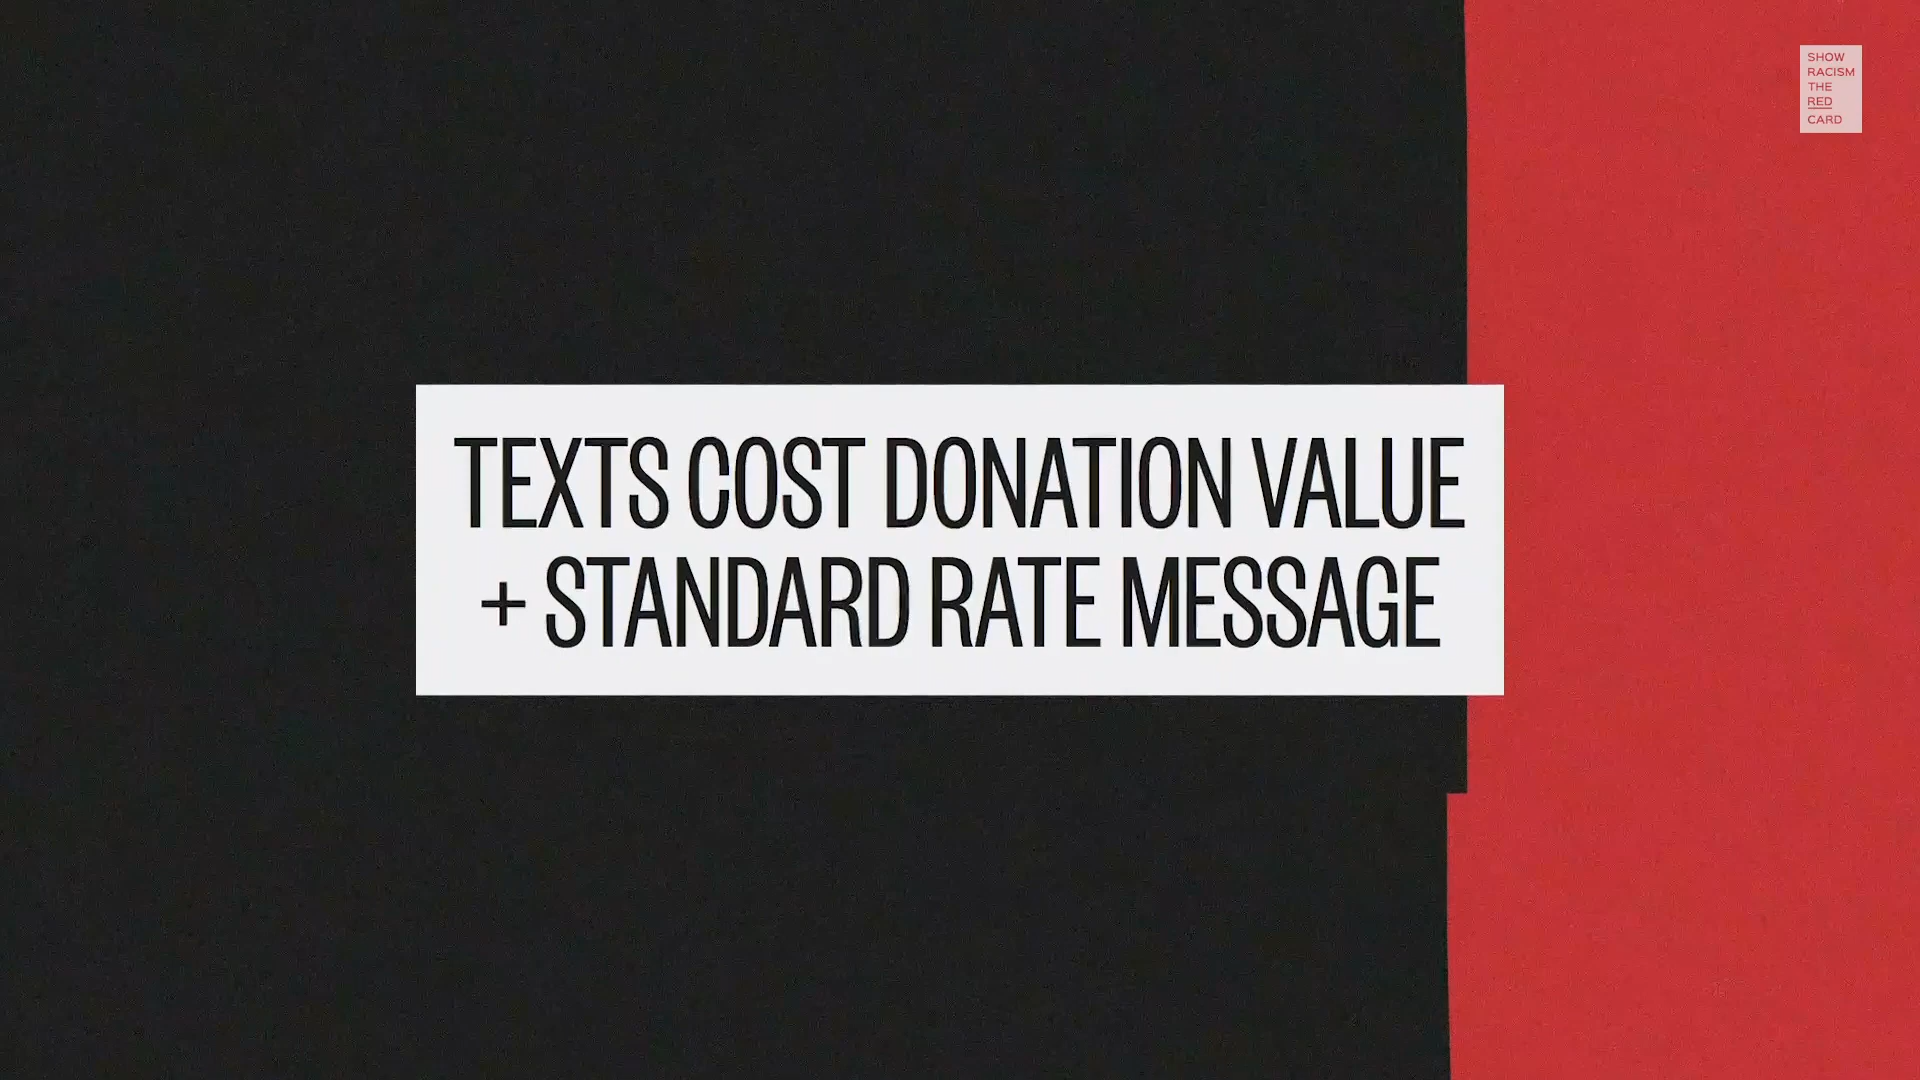 SHOW
RACISM
THE
RED
CARD
TEXTS COST DONATION VALUE
+ STANDARD RATE MESSAGE